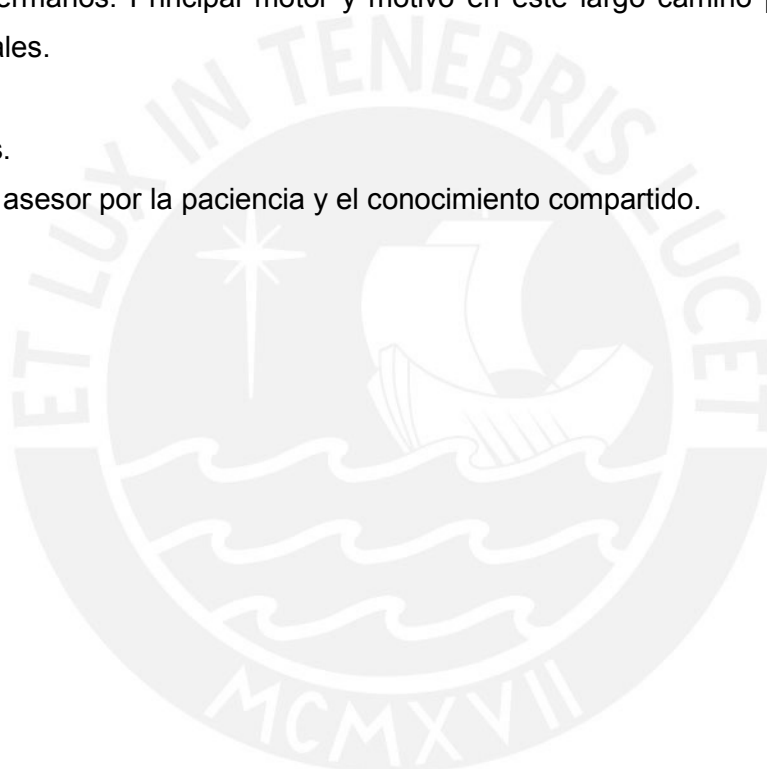 ermanos. Principal motor y motivo en este largo camino
ales.
s.
asesor por la paciencia y el conocimiento compartido.
ET LUX IN TENEBRIS LUCET
MCMXVII